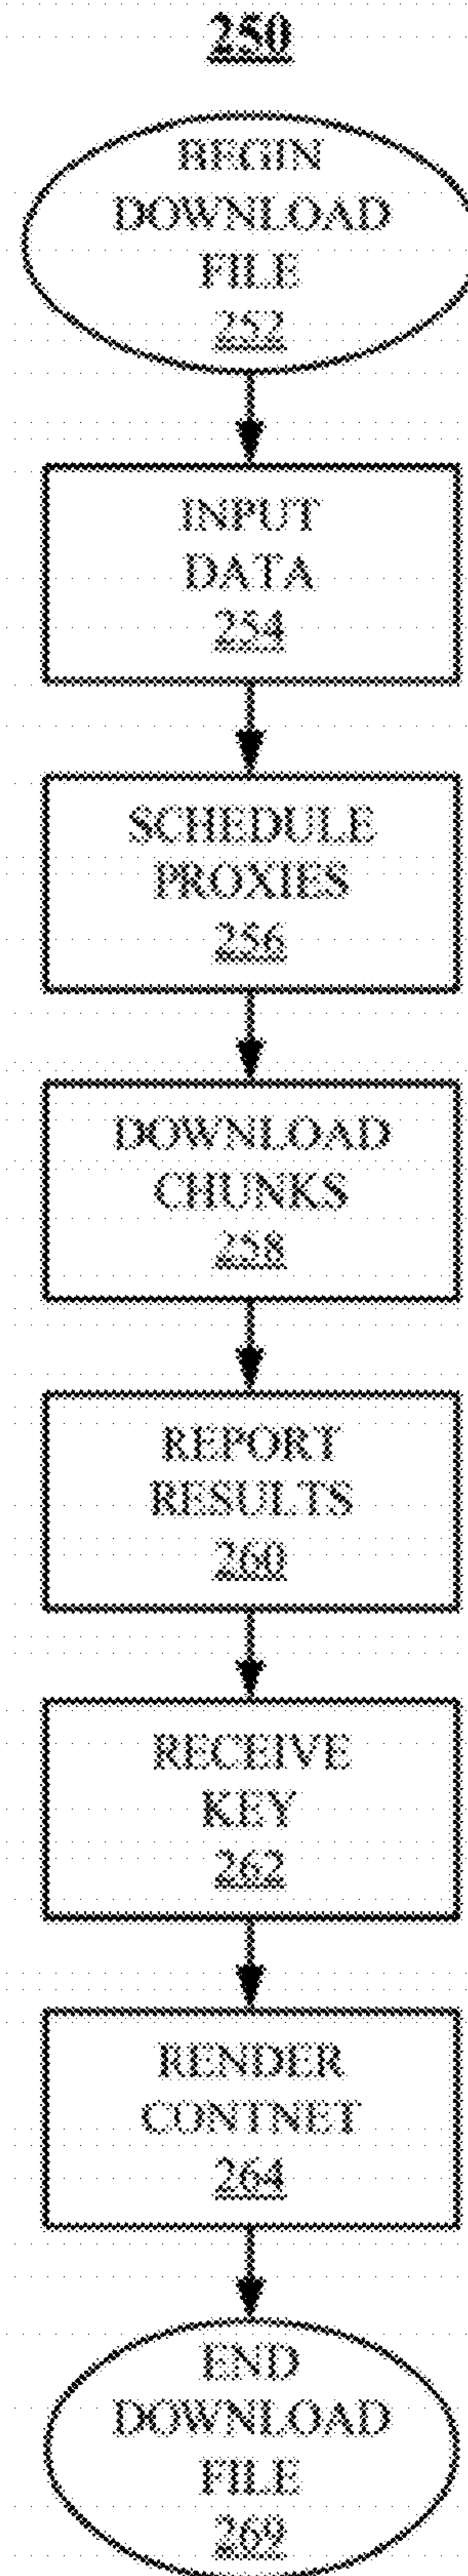 250
BEGIN
DOWNLOAD
FILE
252
INPUT
DATA
254
SCHEDULE
PROXIES
256
DOWNLOAD
CHUNKS
258
REPORT
RESULTS
260
RECEIVE
KEY
262
RENDER
CONTNET
264
END
DOWNLOAD
FILE
269